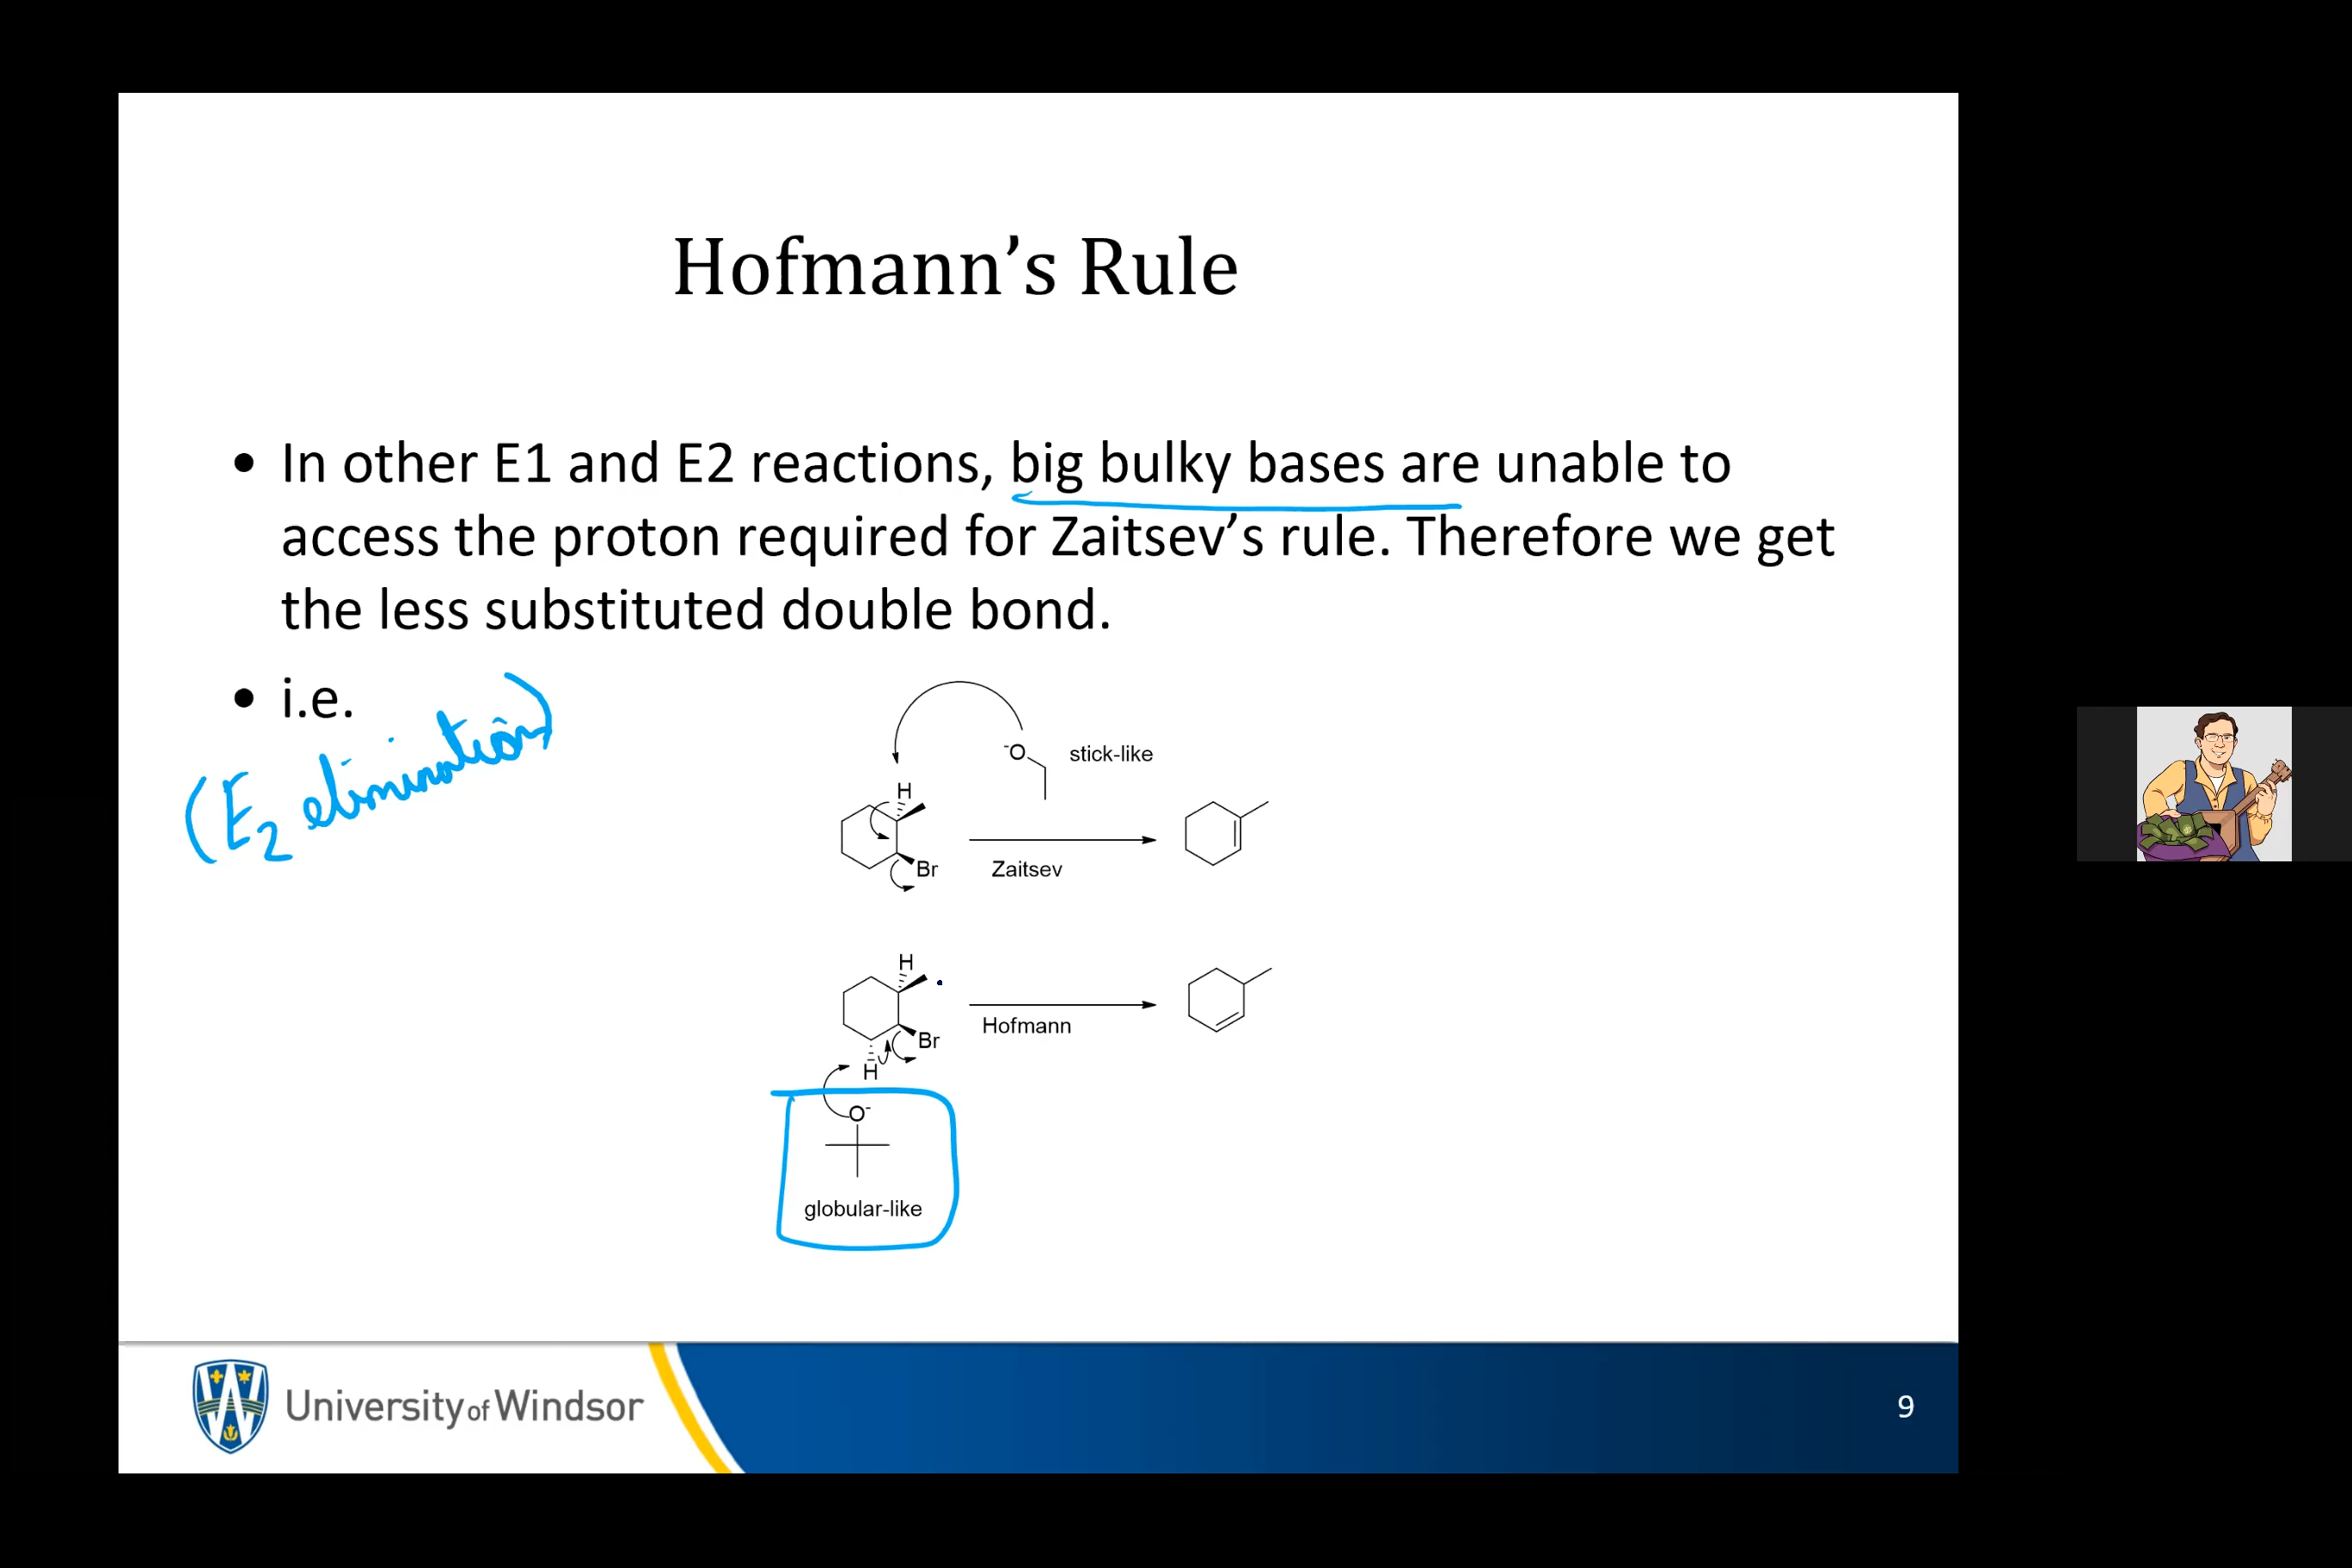 Hofmann’s Rule
• In other E1 and E2 reactions, big bulky bases are unable to
access the proton required for Zaitsev’s rule. Therefore we get
the less substituted double bond.
• i.e.
(E2 elimination)
-O stick-like
H
Br
Zaitsev
H
Br
Hofmann
H
O-
globular-like
University of Windsor
9